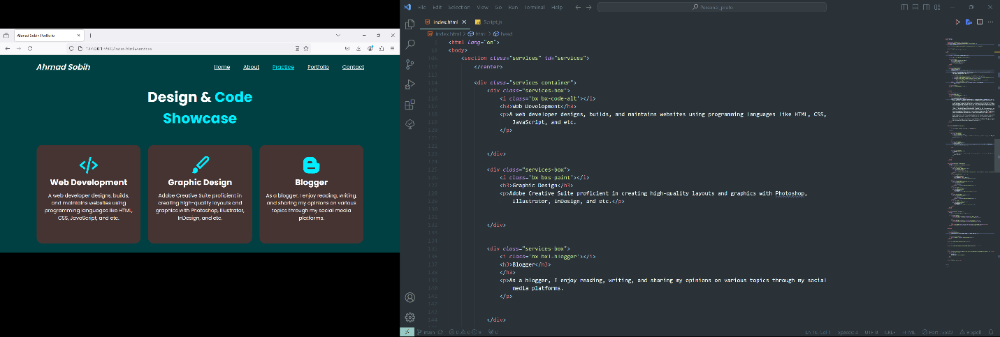 Ahmad Sobih Portfolio
127.0.0.1:5500/index.html#services
Ahmad Sobih
Home About Practice Portfolio Contact
Design & Code
Showcase
Web Development
A web developer designs, builds,
and maintains websites using
programming languages like HTML,
CSS, JavaScript, and etc.
Graphic Design
Adobe Creative Suite proficient in
creating high-quality layouts and
graphics with Photoshop, Illustrator,
InDesign, and etc.
Blogger
As a blogger, I enjoy reading, writing,
and sharing my opinions on various
topics through my social media
platforms.
File Edit Selection View Go Run Terminal Help
Personal_proto
index.html Script.js
index.html > html > head
<html lang="en">
<body>
<section class="services" id="services">
</center>
<div class="services-container">
<div class="services-box">
<i class='bx bx-code-alt'></i>
<h3>Web Development</h3>
<p>A web developer designs, builds, and maintains websites using programming languages like HTML, CSS,
JavaScript, and etc.
</p>
</div>
<div class="services-box">
<i class='bx bxs-paint'></i>
<h3>Graphic Design</h3>
<p>Adobe Creative Suite proficient in creating high-quality layouts and graphics with Photoshop,
Illustrator, InDesign, and etc.</p>
</div>
<div class="services-box">
<i class='bx bxl-blogger'></i>
<h3>Blogger</h3>
</h3>
<p>As a blogger, I enjoy reading, writing, and sharing my opinions on various topics through my social
media platforms.
</p>
</div>
main Ln 16, Col 1 Spaces: 4 UTF-8 CRLF HTML Port : 5500 9 Spell